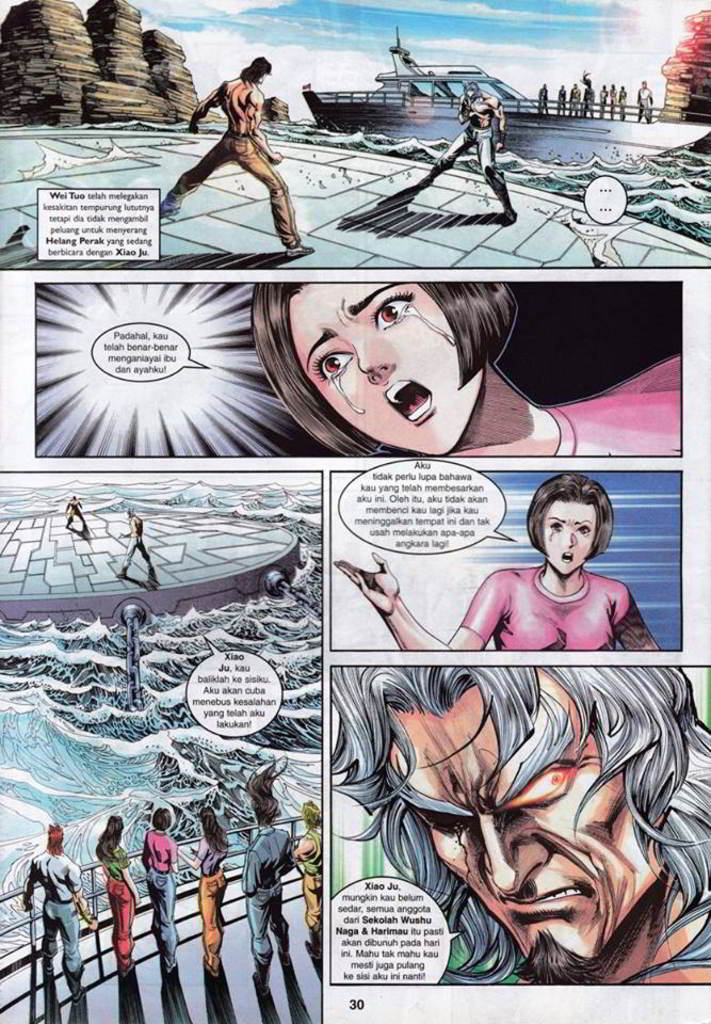 Wei Tuo telah melegakan
kesakitan tempurung lututnya
tetapi dia tidak mengambil
peluang untuk menyerang
Helang Perak yang sedang
berbicara dengan Xiao Ju.
...
...
Padahal, kau
telah benar-benar
menganiayai ibu
dan ayahku!
Aku
tidak perlu lupa bahawa
kau yang telah membesarkan
aku ini. Oleh itu, aku tidak akan
membenci kau lagi jika kau
meninggalkan tempat ini dan tak
melakukan apa-apa
angkara lagi!
Xiao
Ju, kau
baliklah ke sisiku.
Aku akan cuba
menebus kesalahan
yang telah aku
lakukan!
Xiao Ju,
mungkin kau belum
sedar, semua anggota
dari Sekolah Wushu
Naga & Harimau itu pasti
akan dibunuh pada hari
ini. Mahu tak mahu kau
mesti juga pulang
ke sisi aku ini nanti!
30